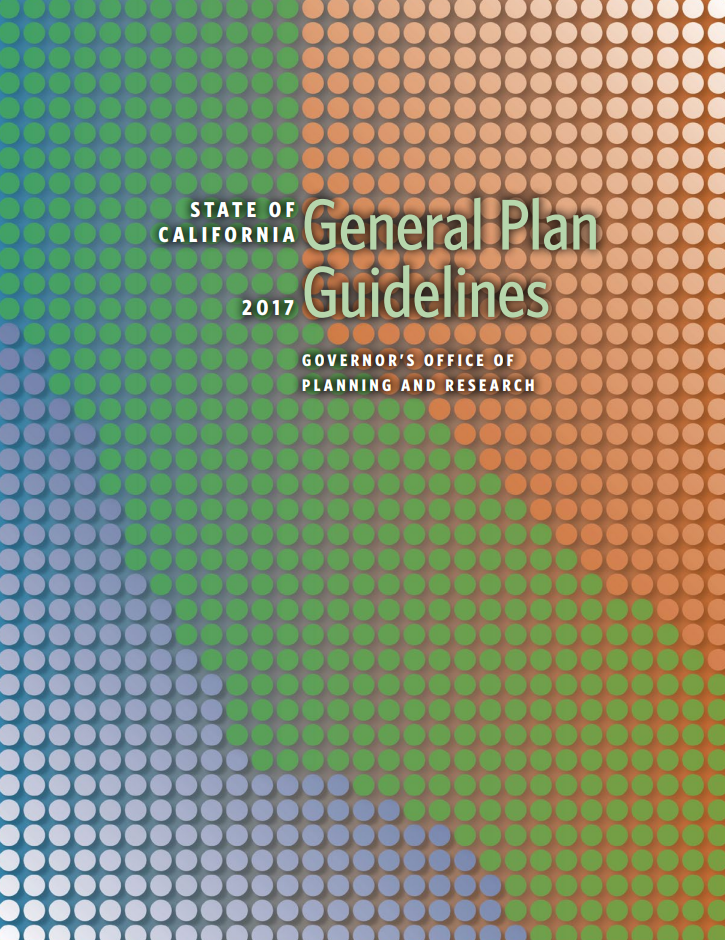 STATE OF
CALIFORNIA
General Plan
2017
Guidelines
GOVERNOR'S OFFICE OF
PLANNING AND RESEARCH